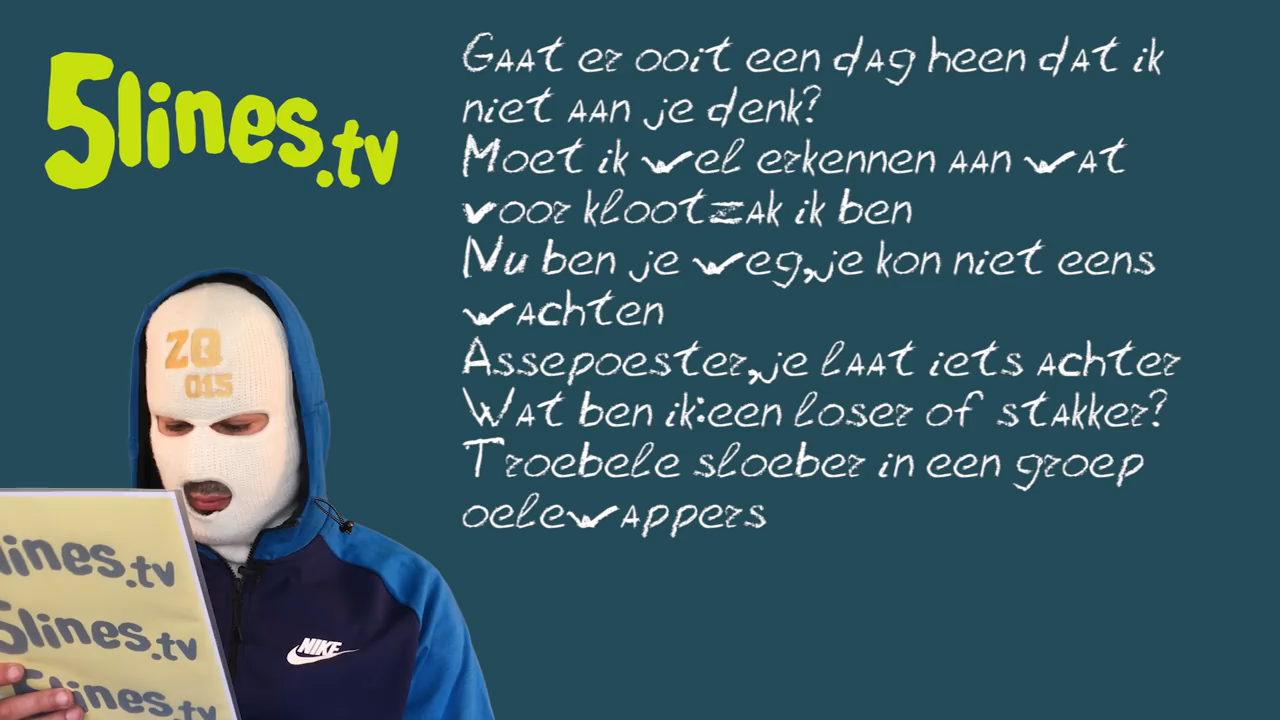 5lines.tv
Gaat er ooit een dag heen dat ik
niet aan je denk?
Moet ik wel erkennen aan wat
voor klootzak ik ben
Nu ben je weg,je kon niet eens
wachten
Assepoester,je laat iets achter
Wat ben ik:een loser of stakker?
Troebele sloeber in een groep
oelewappers
ZQ
015
NIKE
lines.tv
5lines.tv
5lines.tv